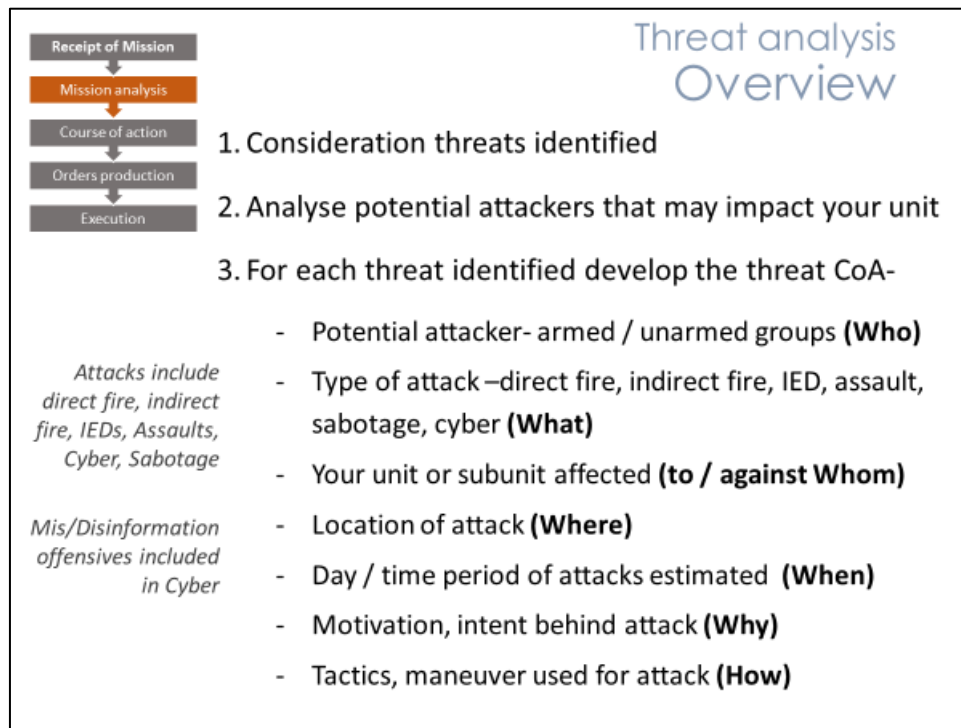 Receipt of Mission
Mission analysis
Course of action
Orders production
Execution
Threat analysis
Overview
1. Consideration threats identified
2. Analyse potential attackers that may impact your unit
3. For each threat identified develop the threat CoA-
- Potential attacker- armed / unarmed groups (Who)
- Type of attack –direct fire, indirect fire, IED, assault,
sabotage, cyber (What)
- Your unit or subunit affected (to / against Whom)
- Location of attack (Where)
- Day / time period of attacks estimated (When)
- Motivation, intent behind attack (Why)
- Tactics, maneuver used for attack (How)
Attacks include
direct fire, indirect
fire, IEDs, Assaults,
Cyber, Sabotage
Mis/Disinformation
offensives included
in Cyber